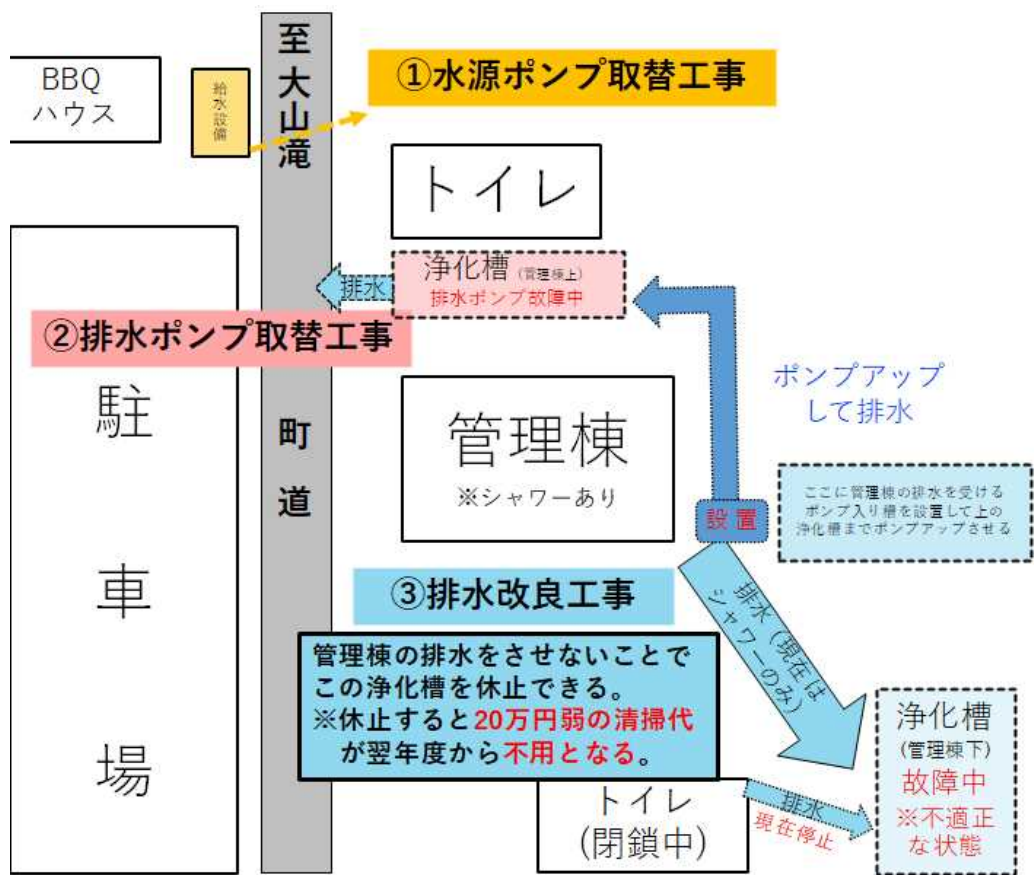 BBQ
ハウス
給水設備
至大山滝
①水源ポンプ取替工事
トイレ
浄化槽(管理棟上)
排水ポンプ故障中
排水
②排水ポンプ取替工事
駐車場
町道
管理棟
※シャワーあり
ポンプアップ
して排水
設置
ここに管理棟の排水を受ける
ポンプ入り槽を設置して上の
浄化槽までポンプアップさせる
③排水改良工事
排水(現在は
シャワーのみ)
管理棟の排水をさせないことで
この浄化槽を休止できる。
※休止すると20万円弱の清掃代
が翌年度から不用となる。
浄化槽
(管理棟下)
故障中
※不適正
な状態
トイレ
(閉鎖中)
排水
現在停止